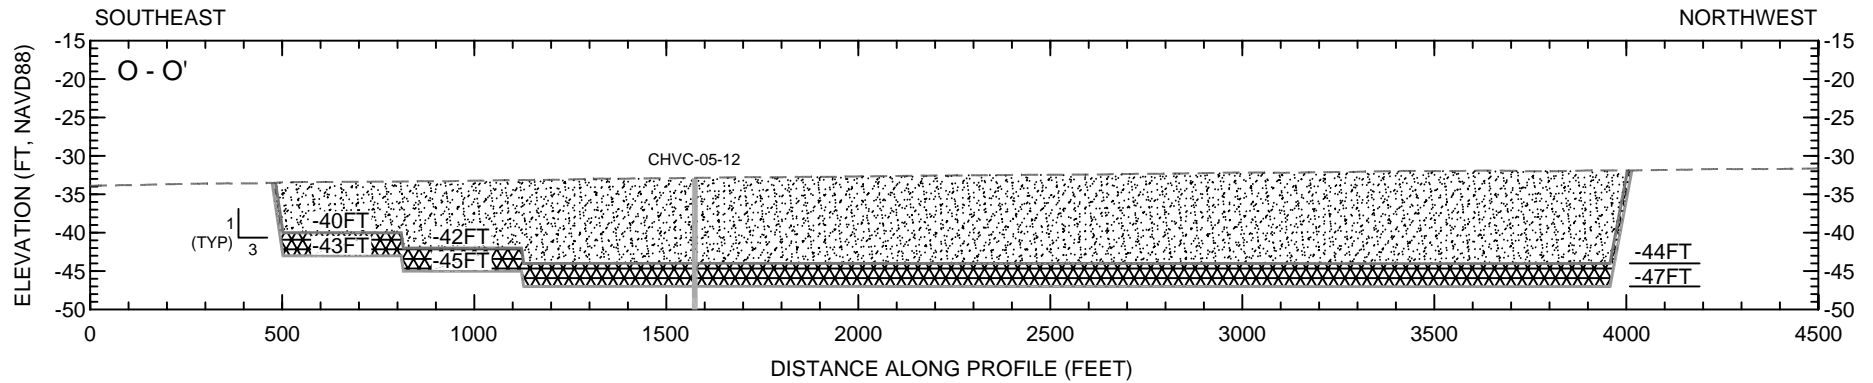 SOUTHEAST
NORTHWEST
-15
-15
O - O'
-20
-20
-25
-25
CHVC-05-12
-30
-30
-35
-35
1
(TYP)
3
-40FT
-40
-40
-43FT
-42FT
-45FT
-44FT
-45
-45
-47FT
-50
-50
ELEVATION (FT, NAVD88)
0
500
1000
1500
2000
2500
3000
3500
4000
4500
DISTANCE ALONG PROFILE (FEET)